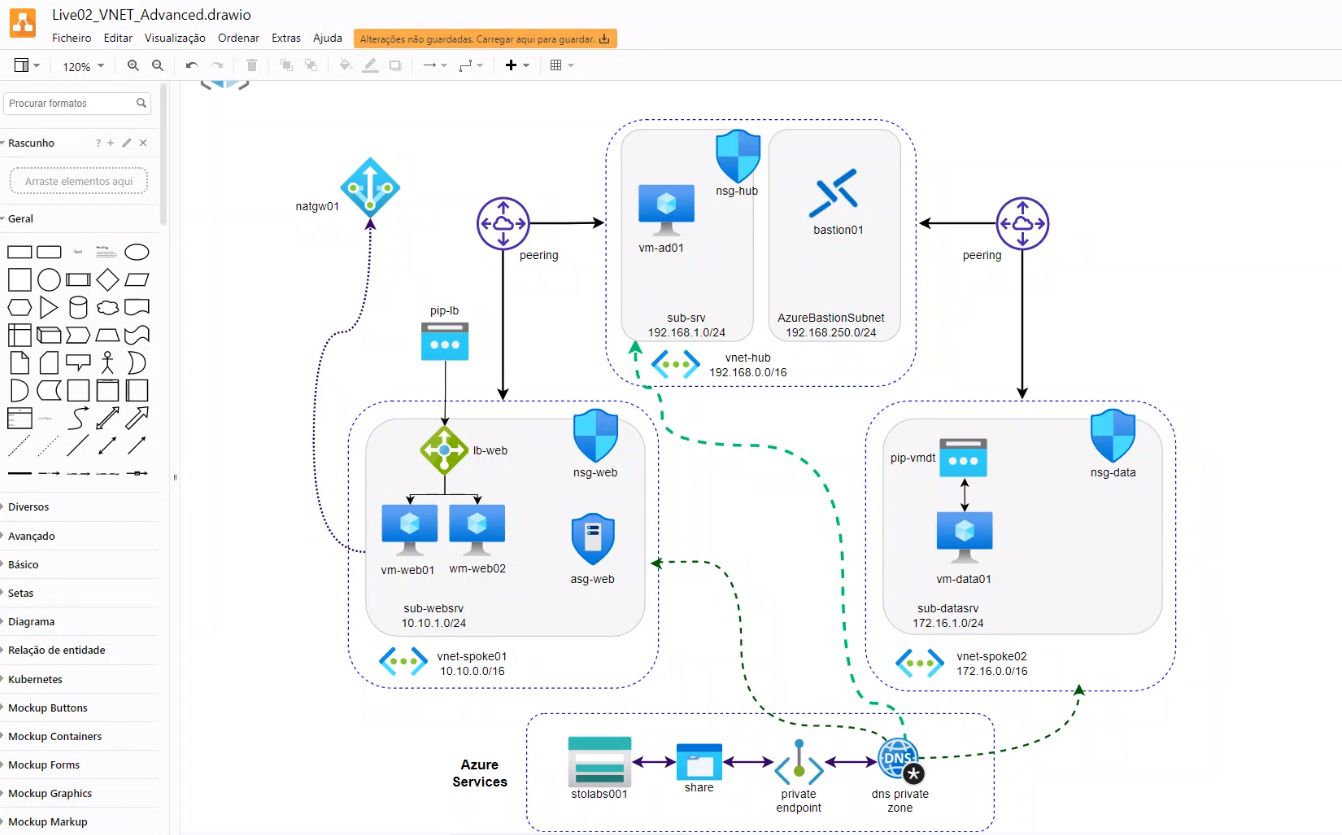 Live02_VNET_Advanced.drawio
Ficheiro Editar Visualização Ordenar Extras Ajuda Alterações não guardadas. Carregar aqui para guardar.
120%
Procurar formatos
Rascunho
?
Arraste elementos aqui
Geral
Diversos
Avançado
Básico
Setas
Diagrama
Relação de entidade
Kubernetes
Mockup Buttons
Mockup Containers
Mockup Forms
Mockup Graphics
Mockup Markup
natgw01
peering
pip-lb
nsg-hub
vm-ad01
sub-srv
192.168.1.0/24
bastion01
AzureBastionSubnet
192.168.250.0/24
vnet-hub
192.168.0.0/16
peering
lb-web
nsg-web
vm-web01
wm-web02
asg-web
sub-websrv
10.10.1.0/24
vnet-spoke01
10.10.0.0/16
pip-vmdt
nsg-data
vm-data01
sub-datasrv
172.16.1.0/24
vnet-spoke02
172.16.0.0/16
Azure
Services
stolabs001
share
private
endpoint
DNS
dns private
zone